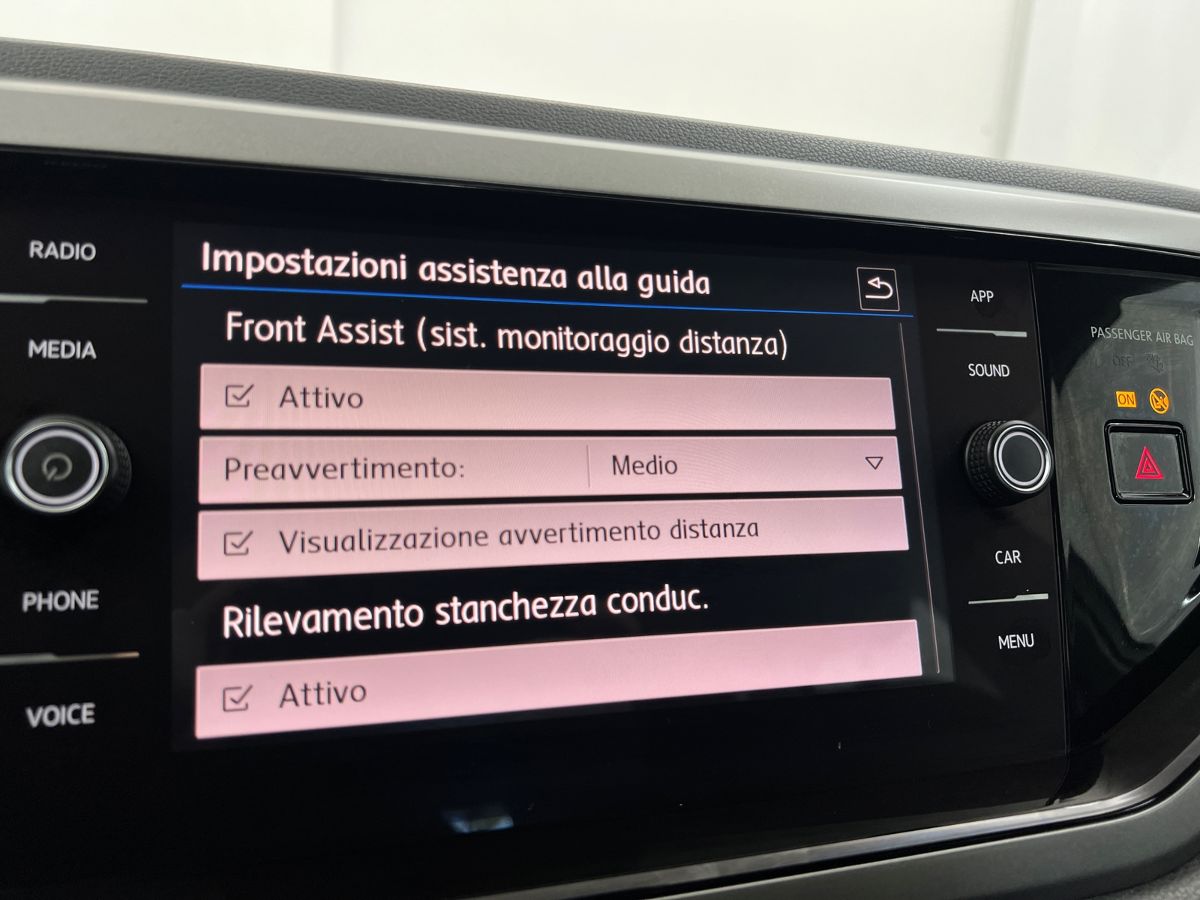 RADIO
MEDIA
PHONE
VOICE
Impostazioni assistenza alla guida
Front Assist (sist. monitoraggio distanza)
Attivo
Preavvertimento: Medio
Visualizzazione avvertimento distanza
Rilevamento stanchezza conduc.
Attivo
APP
SOUND
CAR
MENU
PASSENGER AIR BAG
OFF
ON